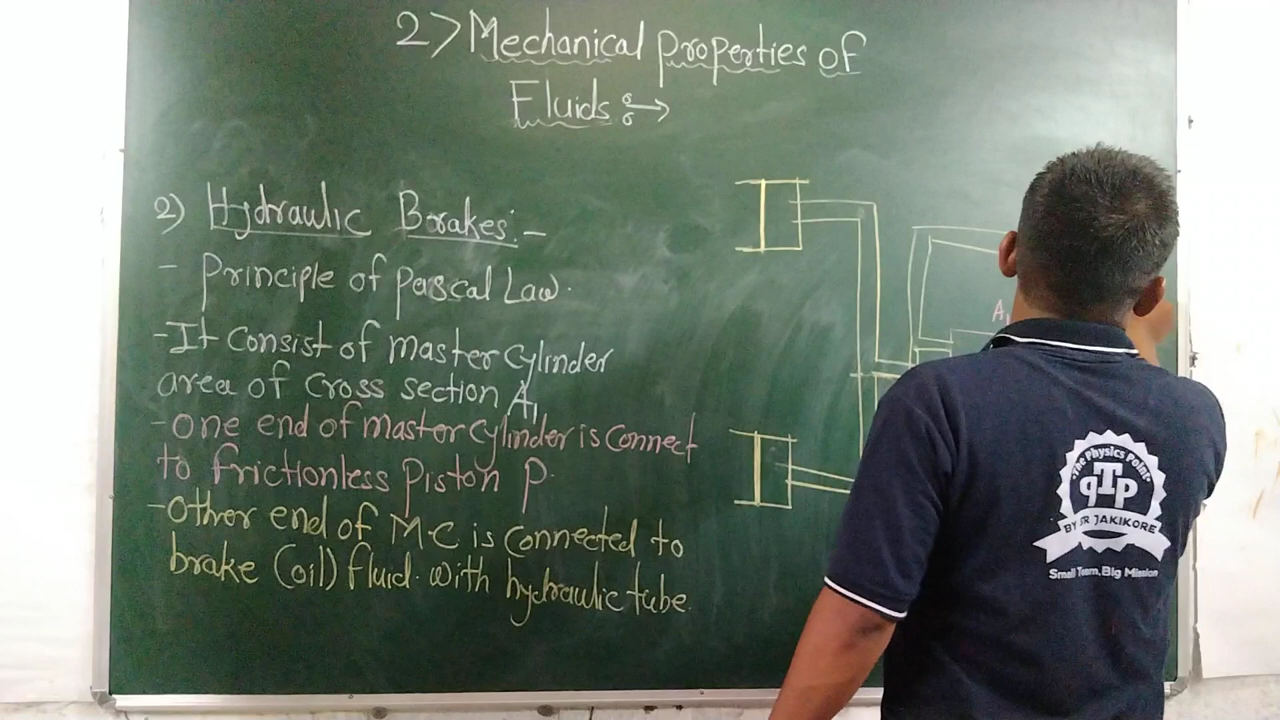 2> Mechanical properties of
Fluids :→
2) Hydraulic Brakes:-
- Principle of pascal Law.
- It consist of master cylinder
area of cross section A1
- one end of master cylinder is connect
to frictionless piston P.
- Other end of M-C is connected to
brake (oil) fluid. with hydraulic tube.
A1
The Physics Point
qTp
BY SR JAKIKORE
Small Team, Big Mission